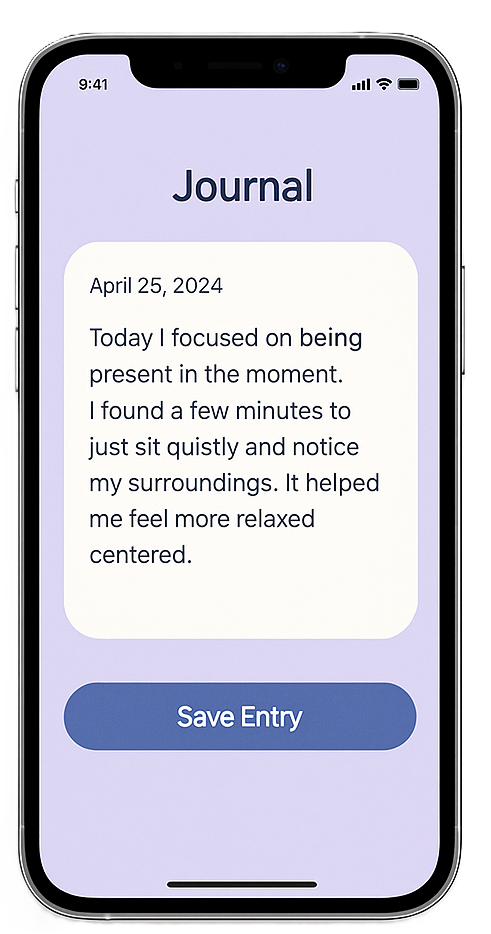 9:41
Journal
April 25, 2024
Today I focused on being
present in the moment.
I found a few minutes to
just sit quistly and notice
my surroundings. It helped
me feel more relaxed
centered.
Save Entry